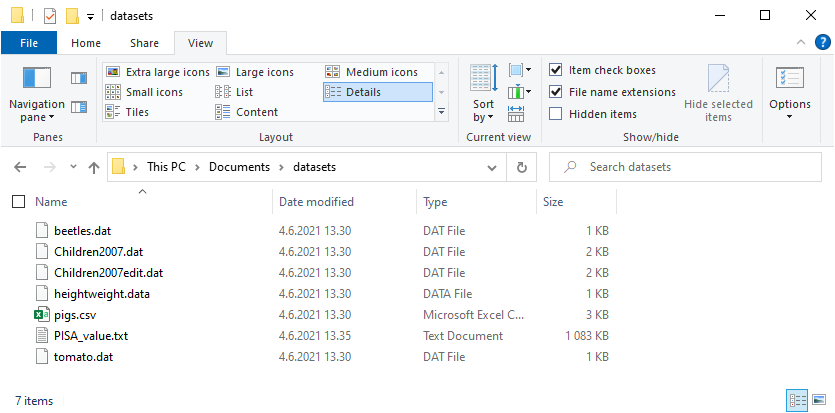 datasets
File Home Share View
Navigation pane
Extra large icons Large icons Medium icons
Small icons List Details
Tiles Content
Sort by
Item check boxes
File name extensions
Hidden items
Hide selected items
Options
Panes Layout Current view Show/hide
This PC > Documents > datasets
Search datasets
Name Date modified Type Size
beetles.dat 4.6.2021 13.30 DAT File 1 KB
Children2007.dat 4.6.2021 13.30 DAT File 2 KB
Children2007edit.dat 4.6.2021 13.30 DAT File 2 KB
heightweight.data 4.6.2021 13.30 DATA File 1 KB
pigs.csv 4.6.2021 13.30 Microsoft Excel C... 3 KB
PISA_value.txt 4.6.2021 13.35 Text Document 1 083 KB
tomato.dat 4.6.2021 13.30 DAT File 1 KB
7 items